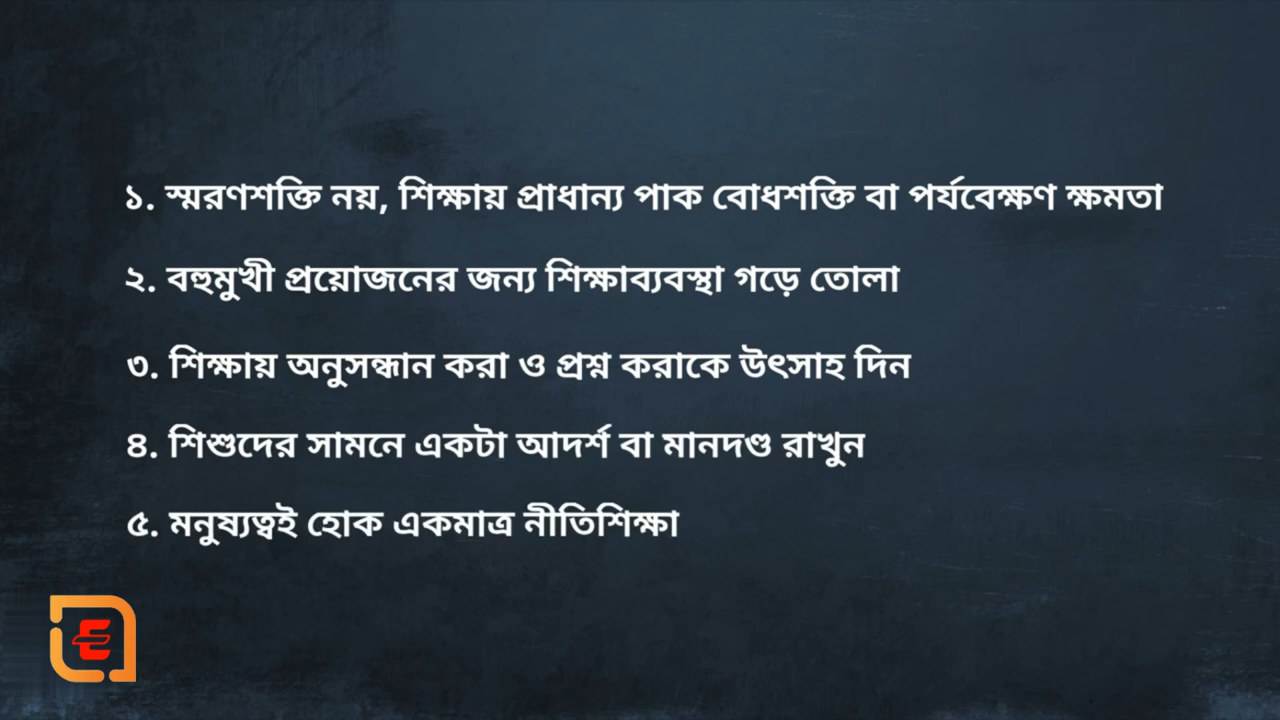 ১. স্মরণশক্তি নয়, শিক্ষায় প্রাধান্য পাক বোধশক্তি বা পর্যবেক্ষণ ক্ষমতা
২. বহুমুখী প্রয়োজনের জন্য শিক্ষাব্যবস্থা গড়ে তোলা
৩. শিক্ষায় অনুসন্ধান করা ও প্রশ্ন করাকে উৎসাহ দিন
৪. শিশুদের সামনে একটা আদর্শ বা মানদণ্ড রাখুন
৫. মনুষ্যত্বই হোক একমাত্র নীতিশিক্ষা
E